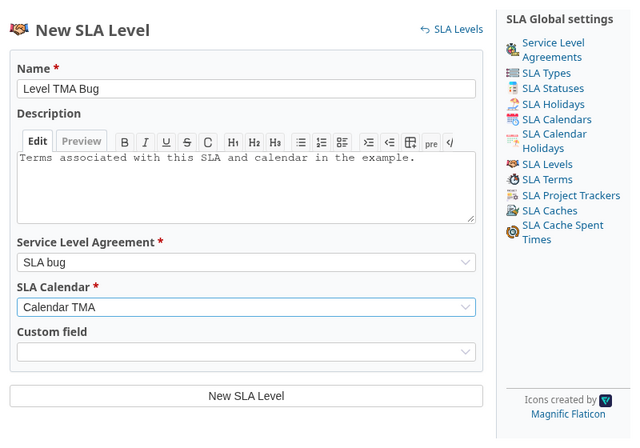 New SLA Level
SLA Levels
Name *
Level TMA Bug
Description
Edit Preview B I U S C H1 H2 H3 pre
Terms associated with this SLA and calendar in the example.
Service Level Agreement *
SLA bug
SLA Calendar *
Calendar TMA
Custom field
New SLA Level
SLA Global settings
Service Level
Agreements
SLA Types
SLA Statuses
SLA Holidays
SLA Calendars
SLA Calendar
Holidays
SLA Levels
SLA Terms
SLA Project Trackers
SLA Caches
SLA Cache Spent
Times
Icons created by
Magnific Flaticon